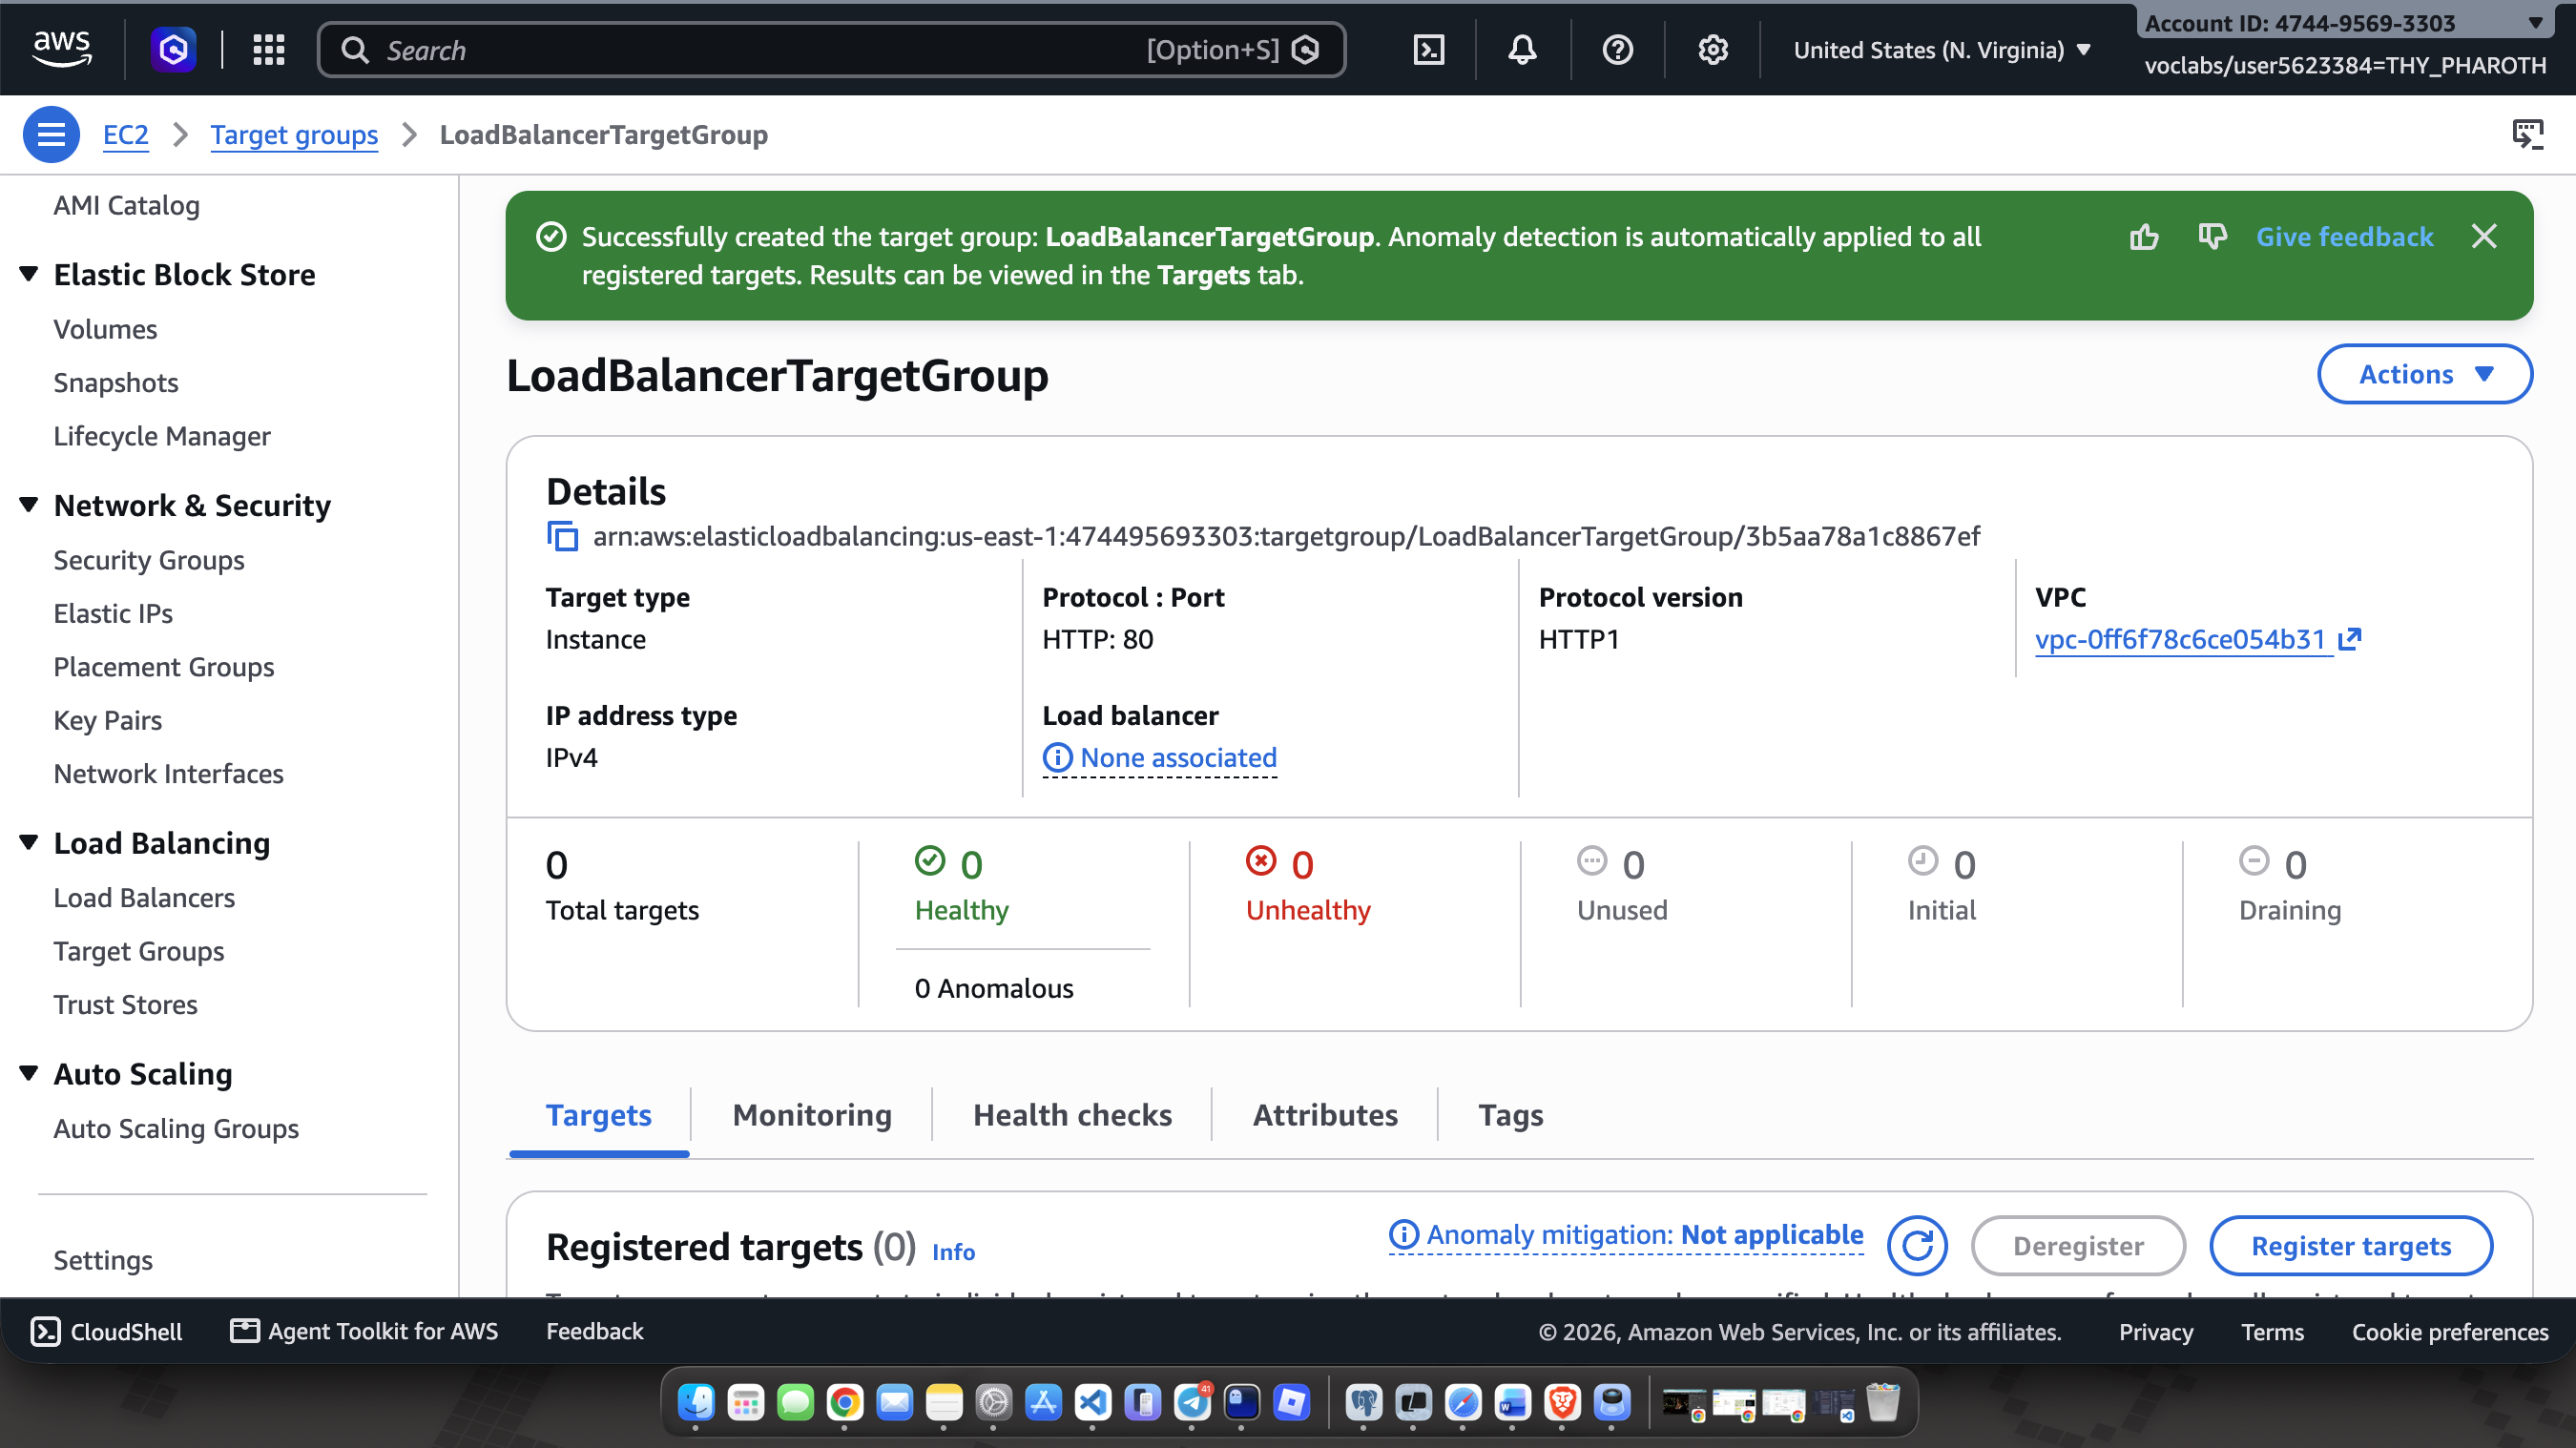 aws
Search
[Option+S]
United States (N. Virginia)
Account ID: 4744-9569-3303
voclabs/user5623384=THY_PHAROTH
EC2
Target groups
LoadBalancerTargetGroup
AMI Catalog
Elastic Block Store
Volumes
Snapshots
Lifecycle Manager
Network & Security
Security Groups
Elastic IPs
Placement Groups
Key Pairs
Network Interfaces
Load Balancing
Load Balancers
Target Groups
Trust Stores
Auto Scaling
Auto Scaling Groups
Settings
Successfully created the target group: LoadBalancerTargetGroup. Anomaly detection is automatically applied to all
registered targets. Results can be viewed in the Targets tab.
Give feedback
LoadBalancerTargetGroup
Actions
Details
arn:aws:elasticloadbalancing:us-east-1:474495693303:targetgroup/LoadBalancerTargetGroup/3b5aa78a1c8867ef
Target type
Instance
Protocol : Port
HTTP: 80
Protocol version
HTTP1
VPC
vpc-0ff6f78c6ce054b31
IP address type
IPv4
Load balancer
None associated
0
Total targets
0
Healthy
0 Anomalous
0
Unhealthy
0
Unused
0
Initial
0
Draining
Targets
Monitoring
Health checks
Attributes
Tags
Registered targets (0) Info
Anomaly mitigation: Not applicable
Deregister
Register targets
CloudShell
Agent Toolkit for AWS
Feedback
© 2026, Amazon Web Services, Inc. or its affiliates.
Privacy
Terms
Cookie preferences
41